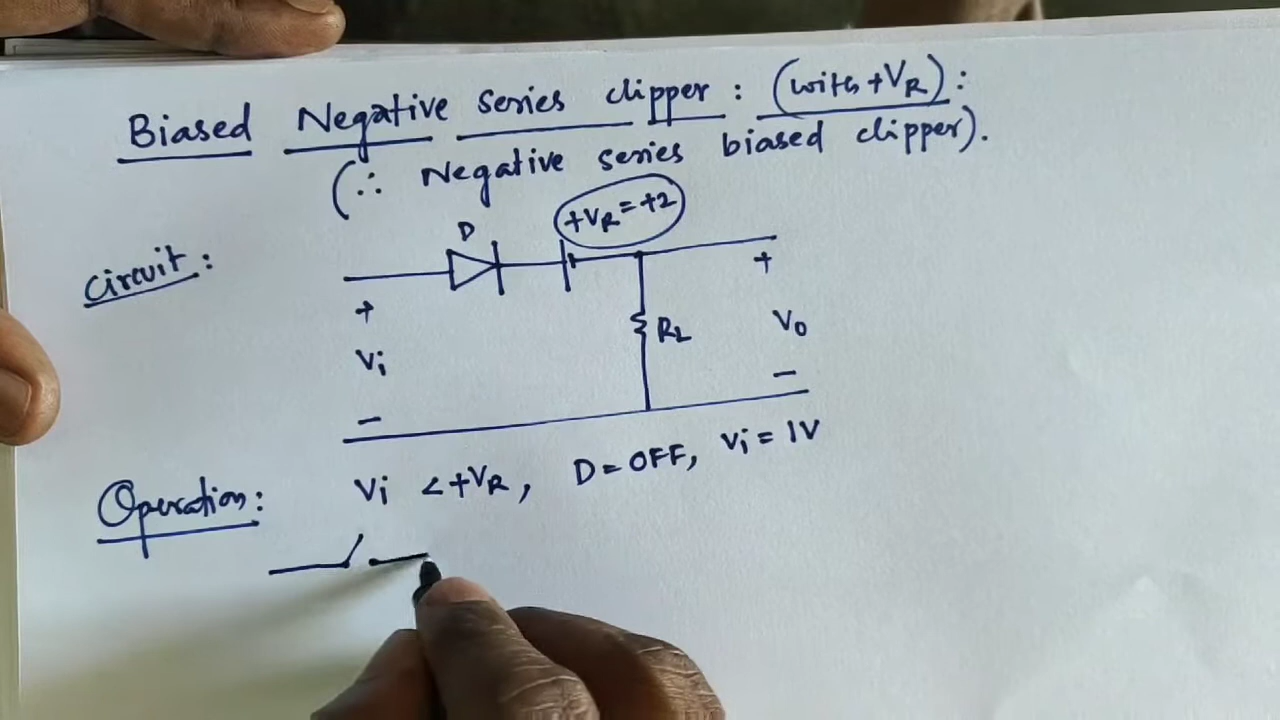 Biased Negative series clipper : (with +VR) :
(∴ Negative series biased clipper).
Circuit :
D
+VR = +2
+
Vi
-
RL
+
Vo
-
Operation : Vi < +VR, D = OFF, Vi = 1V